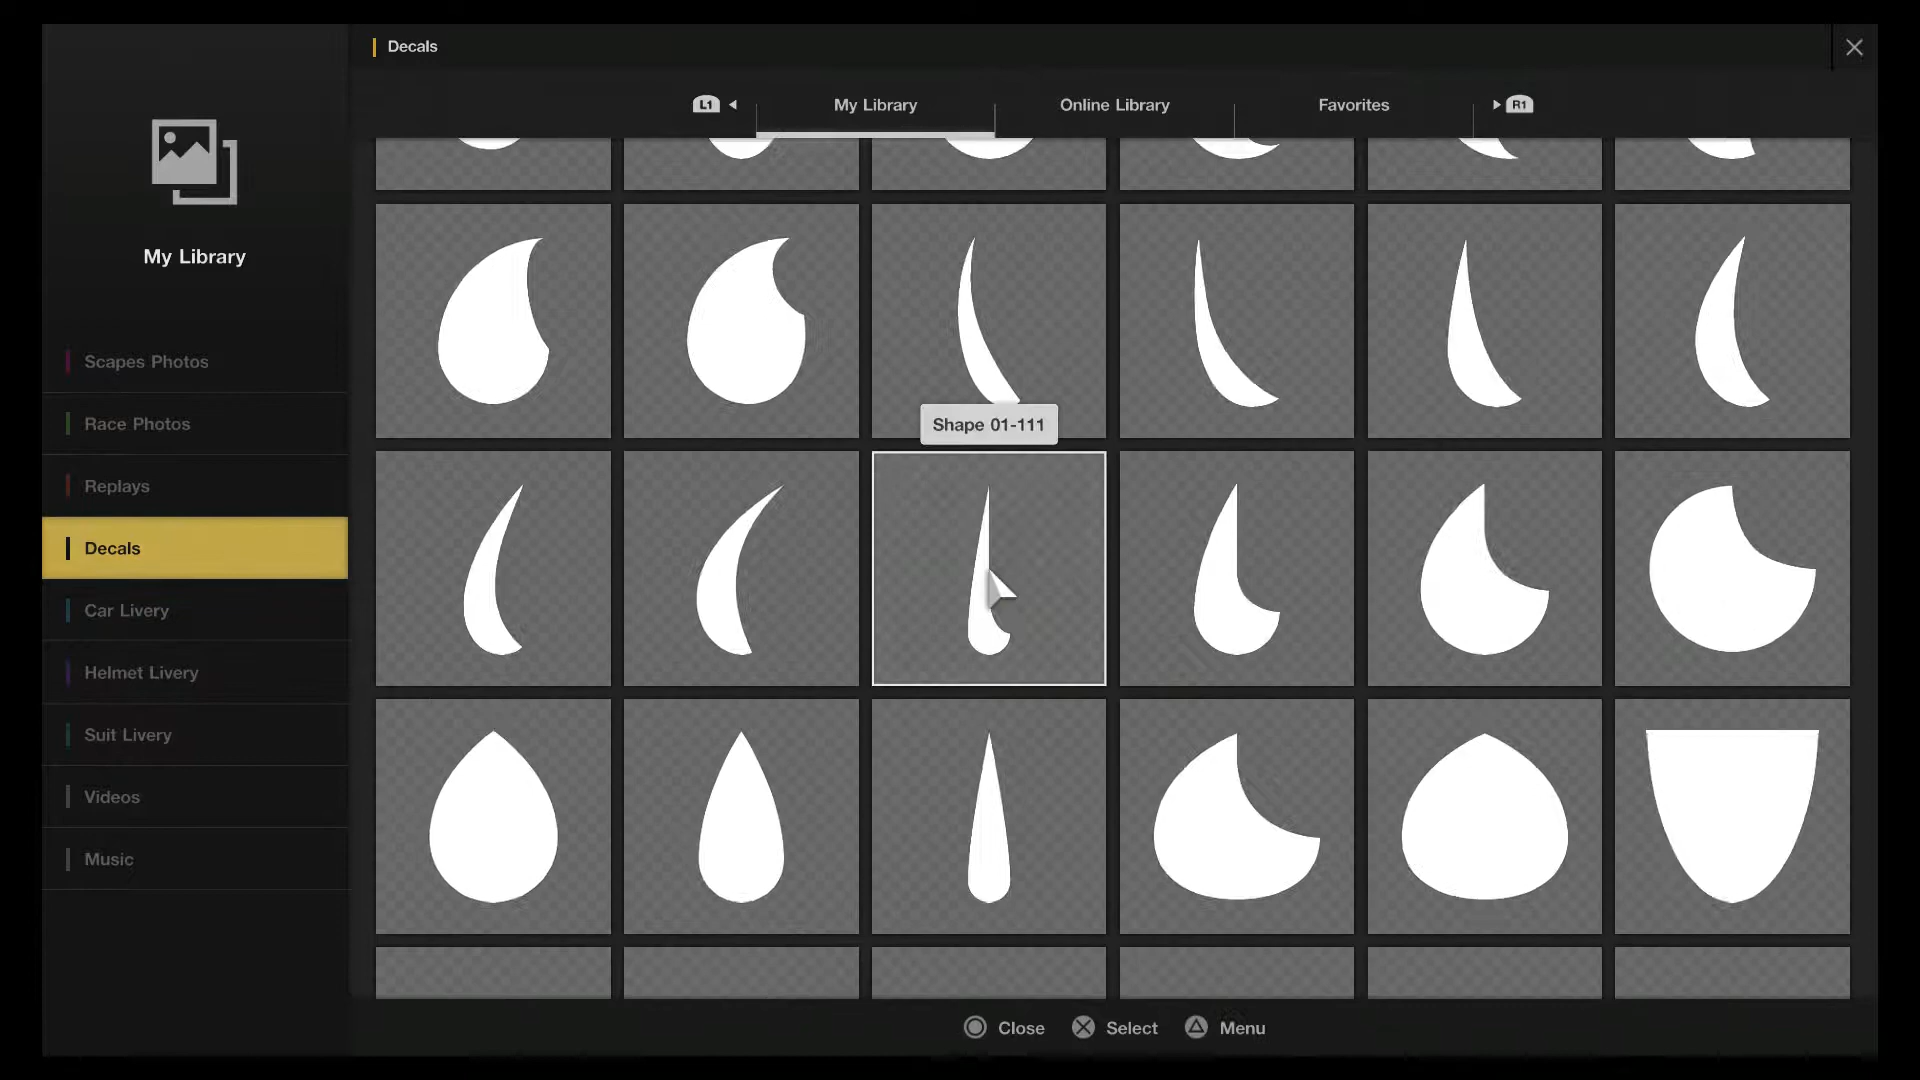 Decals
L1
My Library
Online Library
Favorites
R1
My Library
Scapes Photos
Race Photos
Replays
Decals
Car Livery
Helmet Livery
Suit Livery
Videos
Music
Shape 01-111
Close
Select
Menu